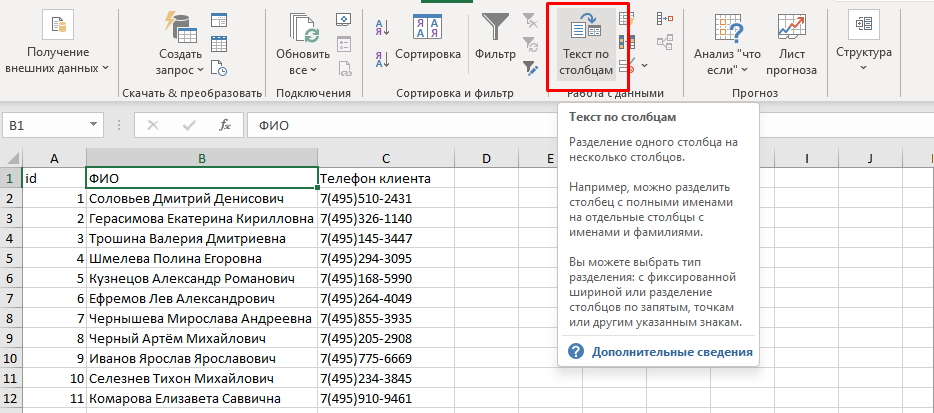 Получение
внешних данных
Создать
запрос
Скачать & преобразовать
Обновить
все
Подключения
Сортировка
Фильтр
Сортировка и фильтр
Текст по
столбцам
Работа с данными
Анализ "что
если"
Лист
прогноза
Прогноз
Структура
B1 fx ФИО
A B C D E I J K
1 id ФИО Телефон клиента
2 1 Соловьев Дмитрий Денисович 7(495)510-2431
3 2 Герасимова Екатерина Кирилловна 7(495)326-1140
4 3 Трошина Валерия Дмитриевна 7(495)145-3447
5 4 Шмелева Полина Егоровна 7(495)294-3095
6 5 Кузнецов Александр Романович 7(495)168-5990
7 6 Ефремов Лев Александрович 7(495)264-4049
8 7 Чернышева Мирослава Андреевна 7(495)855-3935
9 8 Черный Артём Михайлович 7(495)205-2908
10 9 Иванов Ярослав Ярославович 7(495)775-6669
11 10 Селезнев Тихон Михайлович 7(495)234-3845
12 11 Комарова Елизавета Саввична 7(495)910-9461
Текст по столбцам
Разделение одного столбца на
несколько столбцов.
Например, можно разделить
столбец с полными именами
на отдельные столбцы с
именами и фамилиями.
Вы можете выбрать тип
разделения: с фиксированной
шириной или разделение
столбцов по запятым, точкам
или другим указанным знакам.
Дополнительные сведения